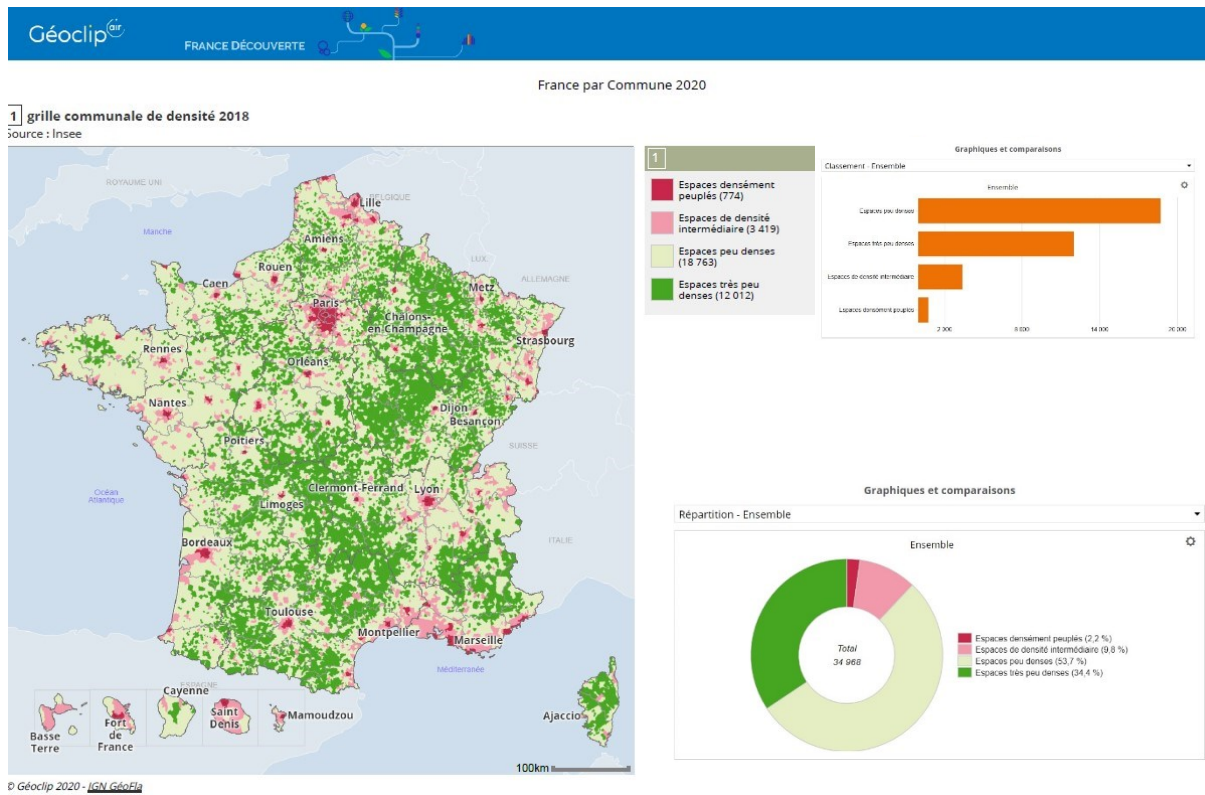 Géoclip air
FRANCE DÉCOUVERTE
France par Commune 2020
1 grille communale de densité 2018
Source : Insee
ROYAUME UNI
BELGIQUE
Lille
Manche
Amiens
LUX.
Rouen
Caen
Metz
ALLEMAGNE
Paris
Chalons-
en-Champagne
Strasbourg
Rennes
Orléans
Nantes
Dijon
Besançon
Poitiers
SUISSE
Clermont-Ferrand
Lyon
Océan
Atlantique
Limoges
Bordeaux
ITALIE
Toulouse
Montpellier
Marseille
Méditerranée
ESPAGNE
Cayenne
Basse
Terre
Fort
de
France
Saint
Denis
Mamoudzou
Ajaccio
100km
© Géoclip 2020 - IGN GéoFla
1
Espaces densément
peuplés (774)
Espaces de densité
intermédiaire (3 419)
Espaces peu denses
(18 763)
Espaces très peu
denses (12 012)
Graphiques et comparaisons
Classement - Ensemble
Ensemble
Espaces peu denses
Espaces très peu denses
Espaces de densité intermédiaire
Espaces densément peuplés
2 000
8 000
14 000
20 000
Graphiques et comparaisons
Répartition - Ensemble
Ensemble
Total
34 968
Espaces densément peuplés (2,2 %)
Espaces de densité intermédiaire (9,8 %)
Espaces peu denses (53,7 %)
Espaces très peu denses (34,4 %)